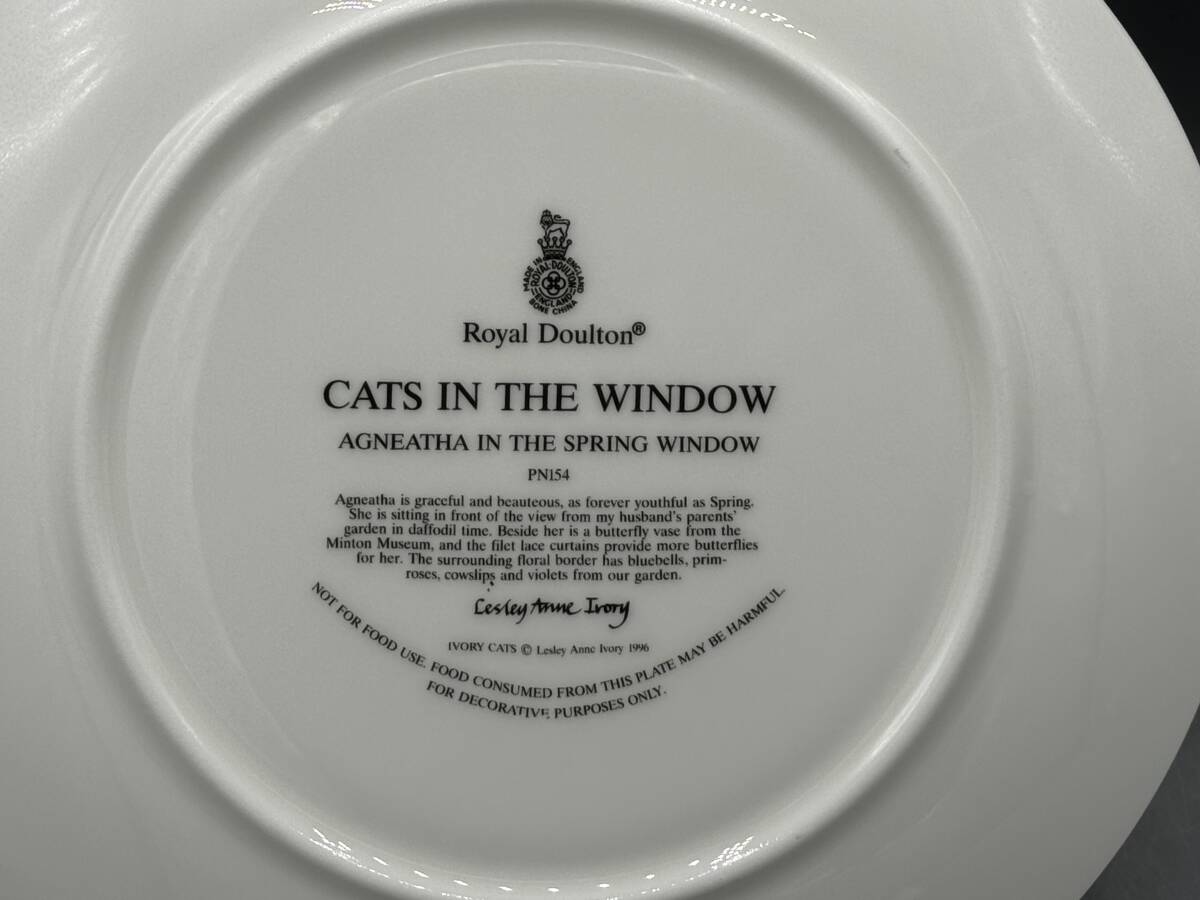 MADE IN ENGLAND
ROYAL·DOULTON
ENGLAND
BONE CHINA
Royal Doulton®
CATS IN THE WINDOW
AGNEATHA IN THE SPRING WINDOW
PN154
Agneatha is graceful and beauteous, as forever youthful as Spring.
She is sitting in front of the view from my husband's parents'
garden in daffodil time. Beside her is a butterfly vase from the
Minton Museum, and the filet lace curtains provide more butterflies
for her. The surrounding floral border has bluebells, prim-
roses, cowslips and violets from our garden.
Lesley Anne Ivory
IVORY CATS © Lesley Anne Ivory 1996
NOT FOR FOOD USE. FOOD CONSUMED FROM THIS PLATE MAY BE HARMFUL.
FOR DECORATIVE PURPOSES ONLY.